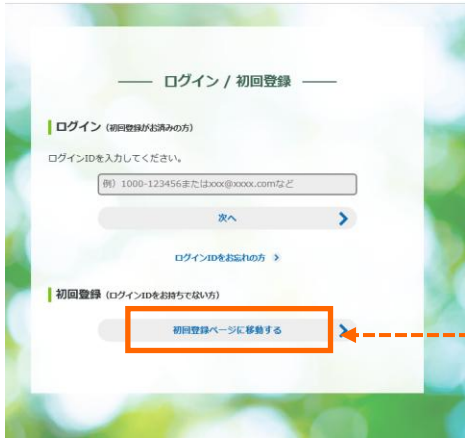 ログイン / 初回登録
ログイン (初回登録がお済みの方)
ログインIDを入力してください。
例）1000-123456またはxxx@xxxx.comなど
次へ
ログインIDをお忘れの方
初回登録 (ログインIDをお持ちでない方)
初回登録ページに移動する